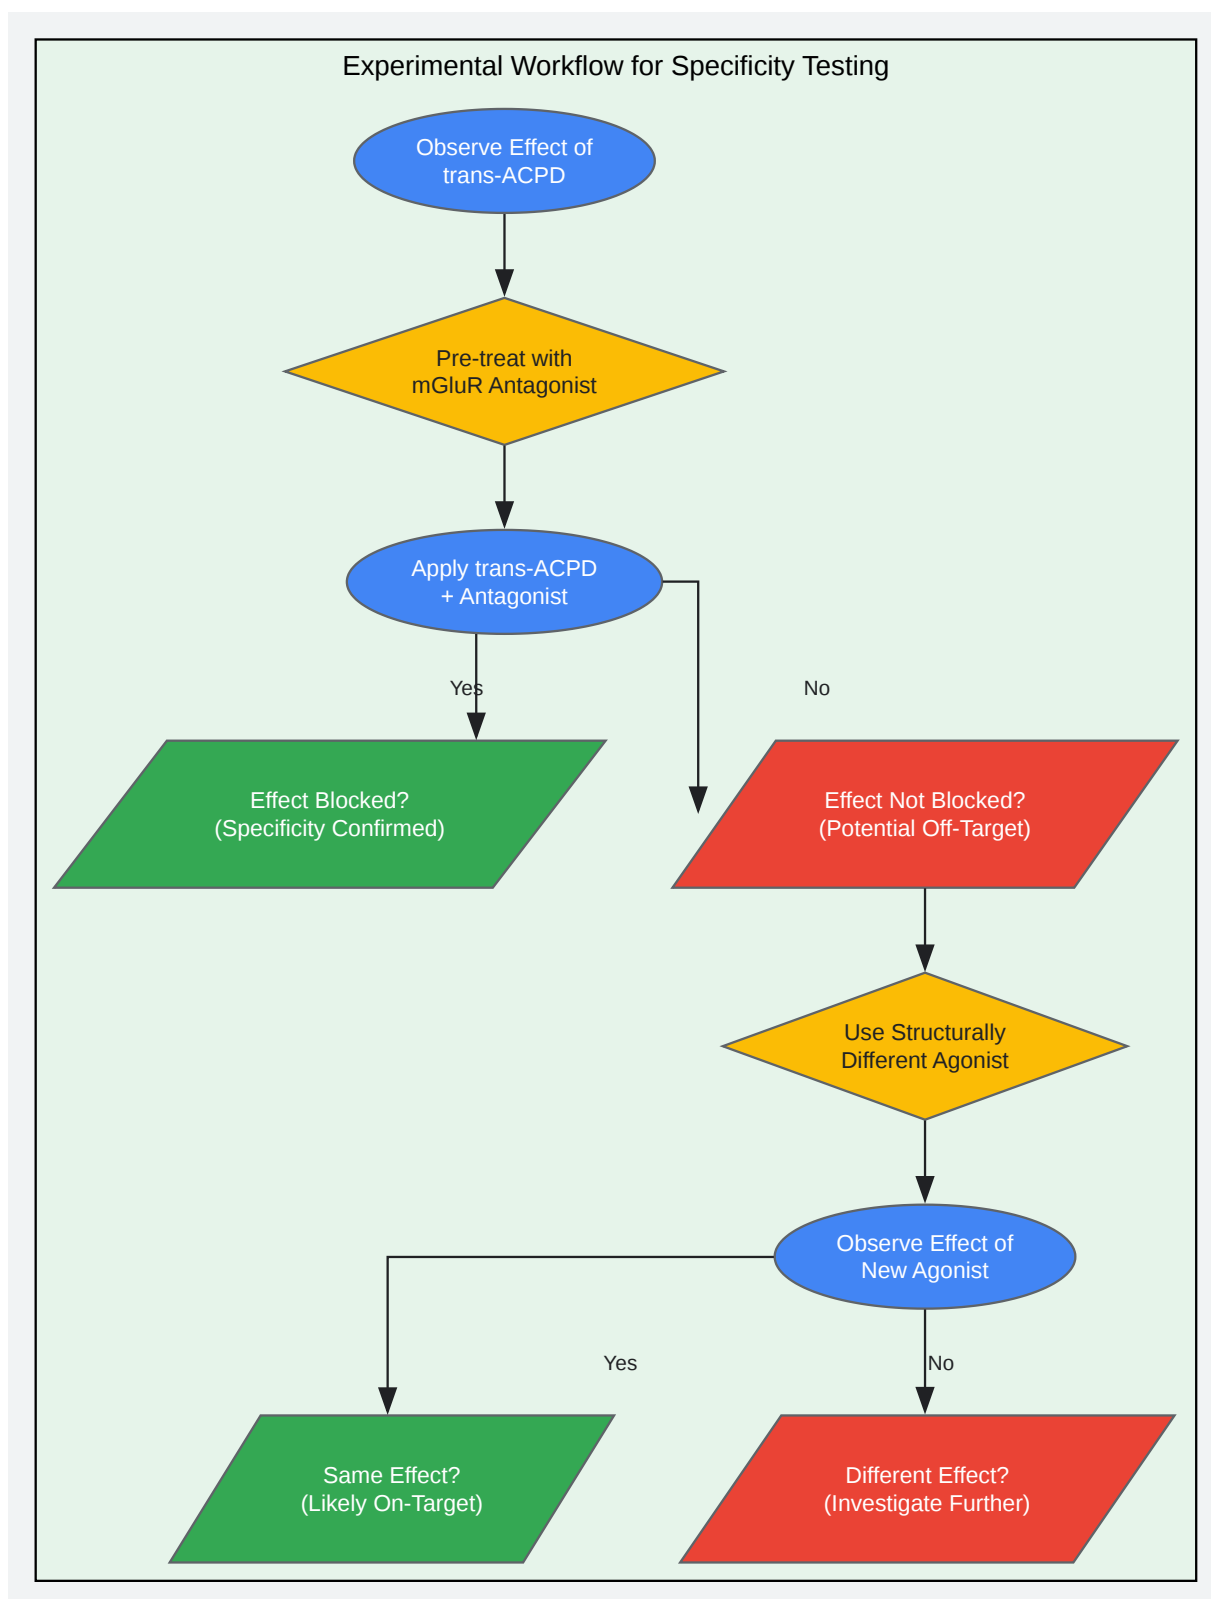 Experimental Workflow for Specificity Testing
Observe Effect of
trans-ACPD
Pre-treat with
mGluR Antagonist
Apply trans-ACPD
+ Antagonist
Yes
No
Effect Blocked?
(Specificity Confirmed)
Effect Not Blocked?
(Potential Off-Target)
Use Structurally
Different Agonist
Observe Effect of
New Agonist
Yes
No
Same Effect?
(Likely On-Target)
Different Effect?
(Investigate Further)